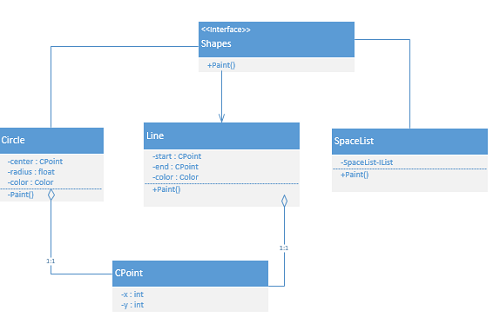 <<Interface>>
Shapes
+Paint()
Circle
-center : CPoint
-radius : float
-color : Color
-Paint()
Line
-start : CPoint
-end : CPoint
-color : Color
+Paint()
SpaceList
-SpaceList-IList
+Paint()
1:1
1:1
CPoint
-x : int
-y : int